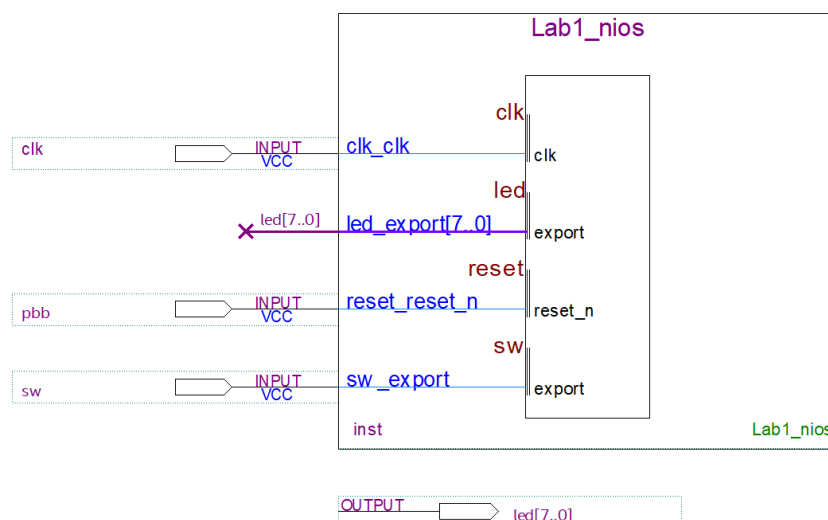 Lab1_nios
clk
clk INPUT VCC clk_clk clk
led
led[7..0] led_export[7..0] export
reset
pbb INPUT VCC reset_reset_n reset_n
sw
sw INPUT VCC sw_export export
inst Lab1_nios
OUTPUT led[7..0]